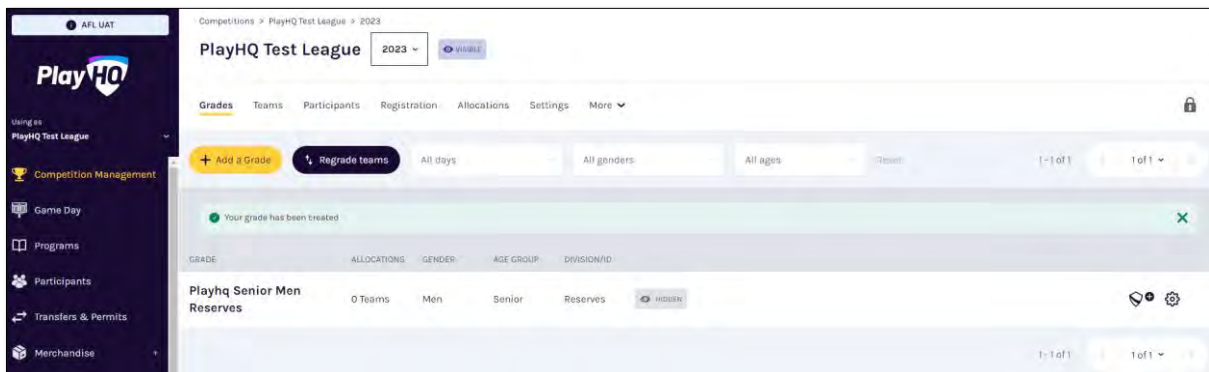 AFL UAT
PlayHQ
Using as
PlayHQ Test League
Competition Management
Game Day
Programs
Participants
Transfers & Permits
Merchandise
Competitions > PlayHQ Test League > 2023
PlayHQ Test League 2023 VISIBLE
Grades Teams Participants Registration Allocations Settings More
+ Add a Grade Regrade teams All days All genders All ages Reset 1-1 of 1 1 of 1
Your grade has been created
GRADE ALLOCATIONS GENDER AGE GROUP DIVISION/ID
Playhq Senior Men Reserves 0 Teams Men Senior Reserves HIDDEN
1-1 of 1 1 of 1